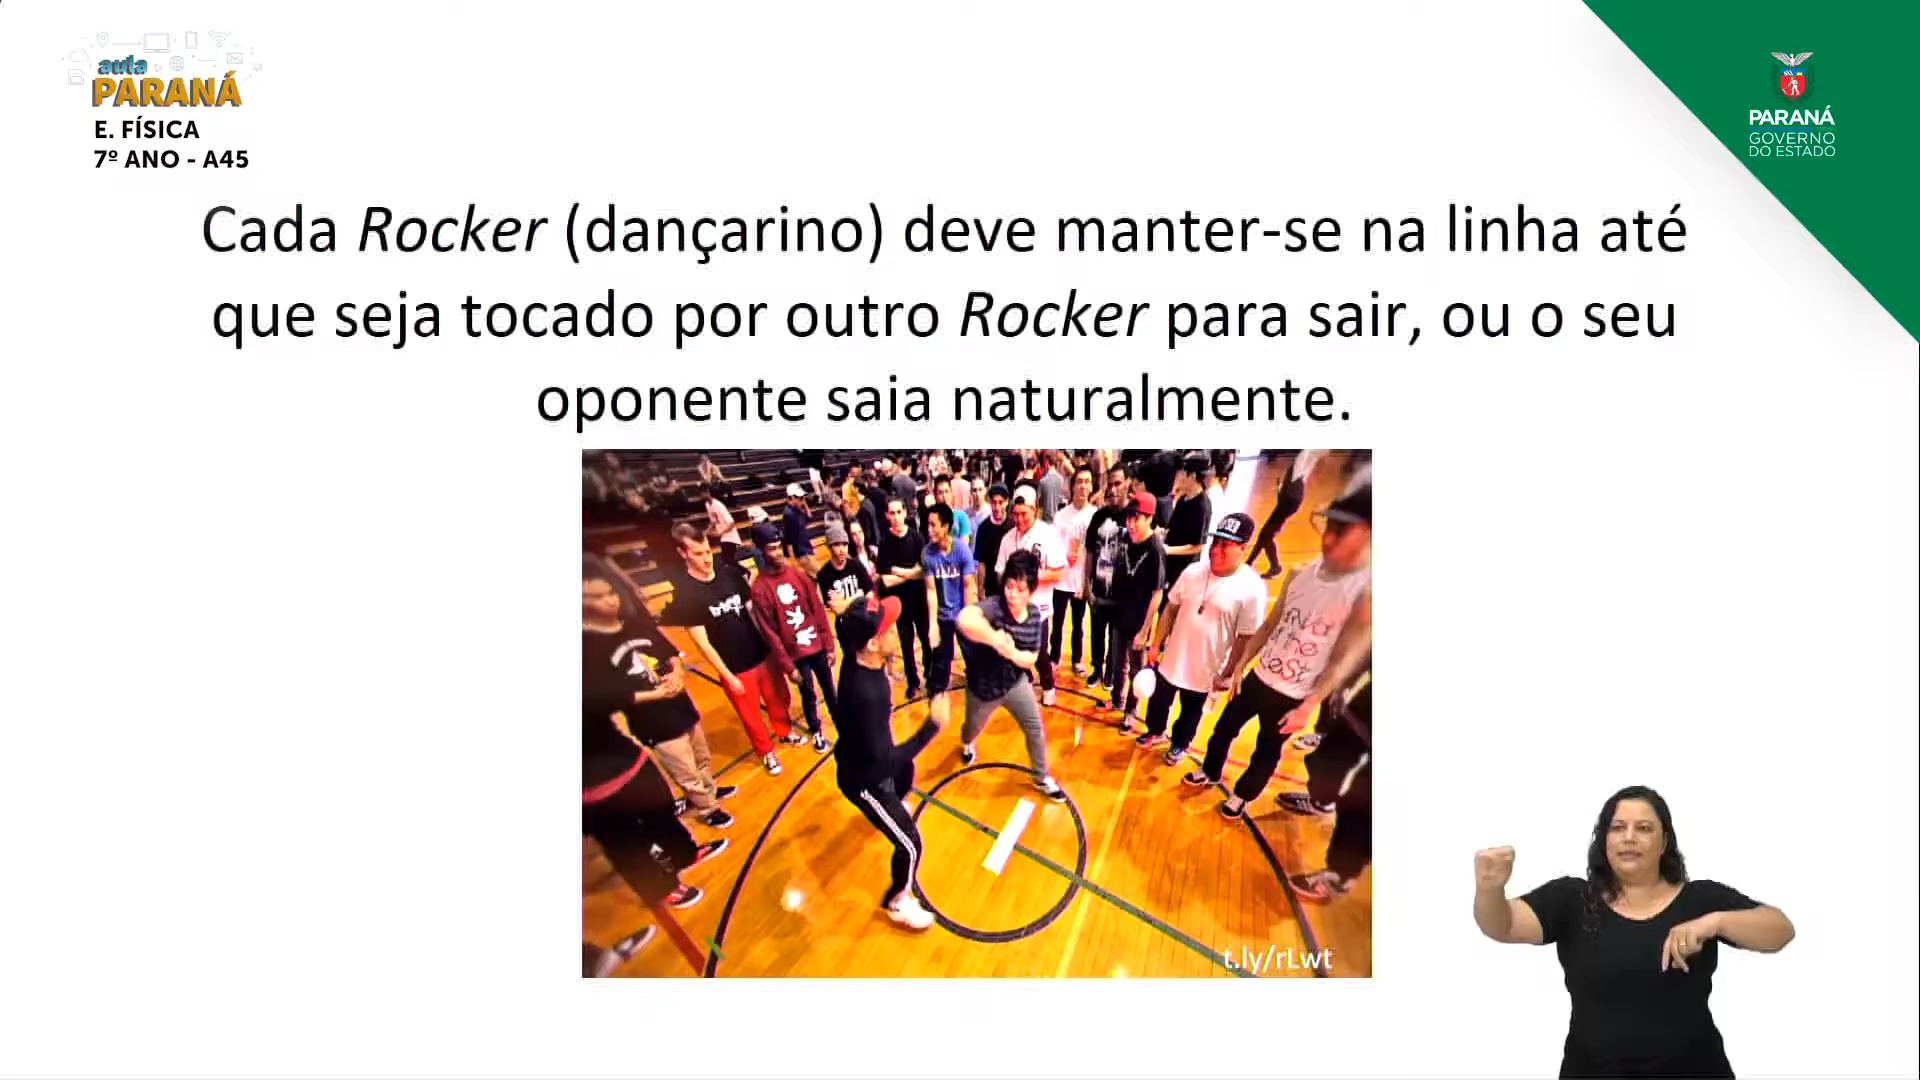 aula
PARANÁ
E. FÍSICA
7º ANO - A45
PARANÁ
GOVERNO
DO ESTADO
Cada Rocker (dançarino) deve manter-se na linha até
que seja tocado por outro Rocker para sair, ou o seu
oponente saia naturalmente.
t.ly/rLwt